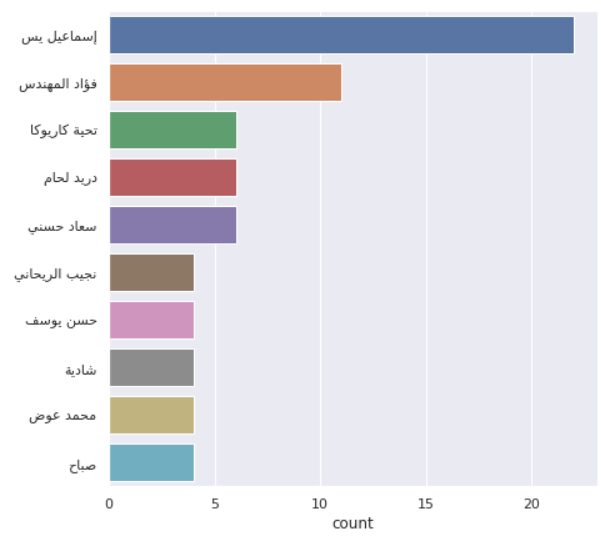 إسماعيل يس
فؤاد المهندس
تحية كاريوكا
دريد لحام
سعاد حسني
نجيب الريحاني
حسن يوسف
شادية
محمد عوض
صباح
0 5 10 15 20
count